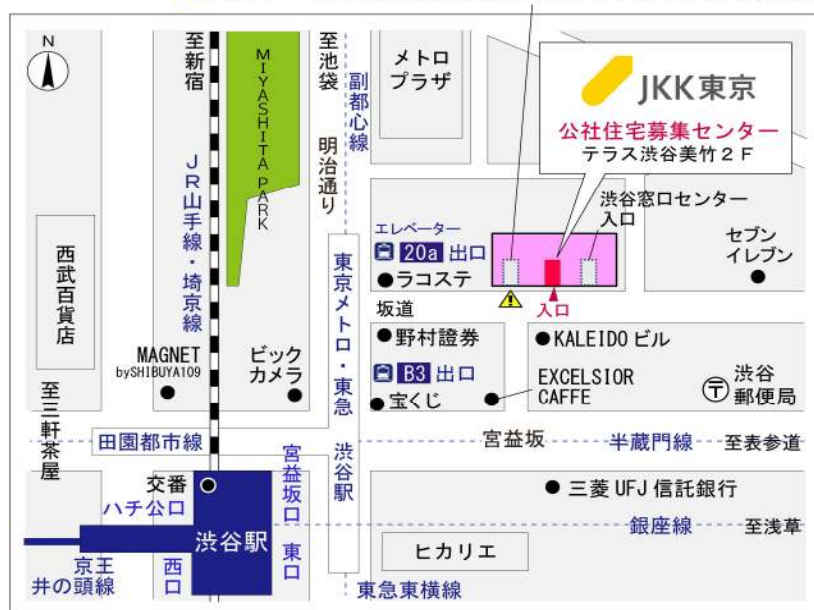 N
至新宿
MIYASHITA PARK
至池袋
明治通り
副都心線
メトロ
プラザ
JKK東京
公社住宅募集センター
テラス渋谷美竹2F
JR山手線・埼京線
西武百貨店
エレベーター
20a 出口
ラコステ
渋谷窓口センター
入口
セブン
イレブン
入口
坂道
東京メトロ・東急
渋谷駅
野村證券
KALEIDO ビル
MAGNET
bySHIBUYA109
ビック
カメラ
B3 出口
宝くじ
EXCELSIOR
CAFFE
渋谷
郵便局
至三軒茶屋
田園都市線
宮益坂
半蔵門線
至表参道
交番
ハチ公口
宮益坂口
東口
三菱 UFJ 信託銀行
渋谷駅
銀座線
至浅草
京王
井の頭線
西口
ヒカリエ
東急東横線